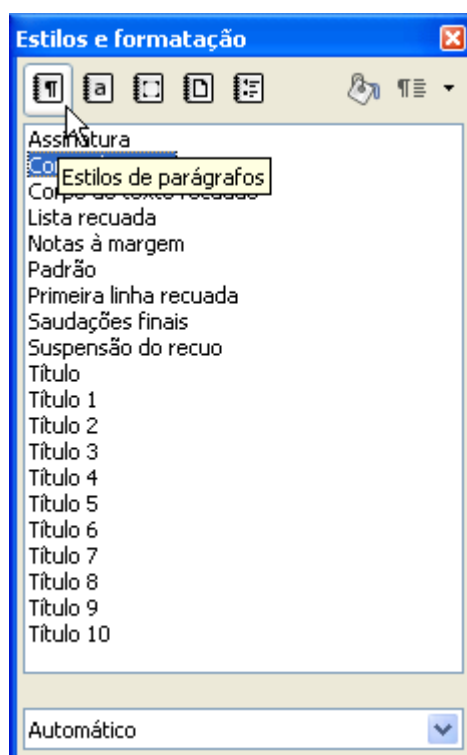 Estilos e formatação
Assinatura
Estilos de parágrafos
Lista recuada
Notas à margem
Padrão
Primeira linha recuada
Saudações finais
Suspensão do recuo
Título
Título 1
Título 2
Título 3
Título 4
Título 5
Título 6
Título 7
Título 8
Título 9
Título 10
Automático